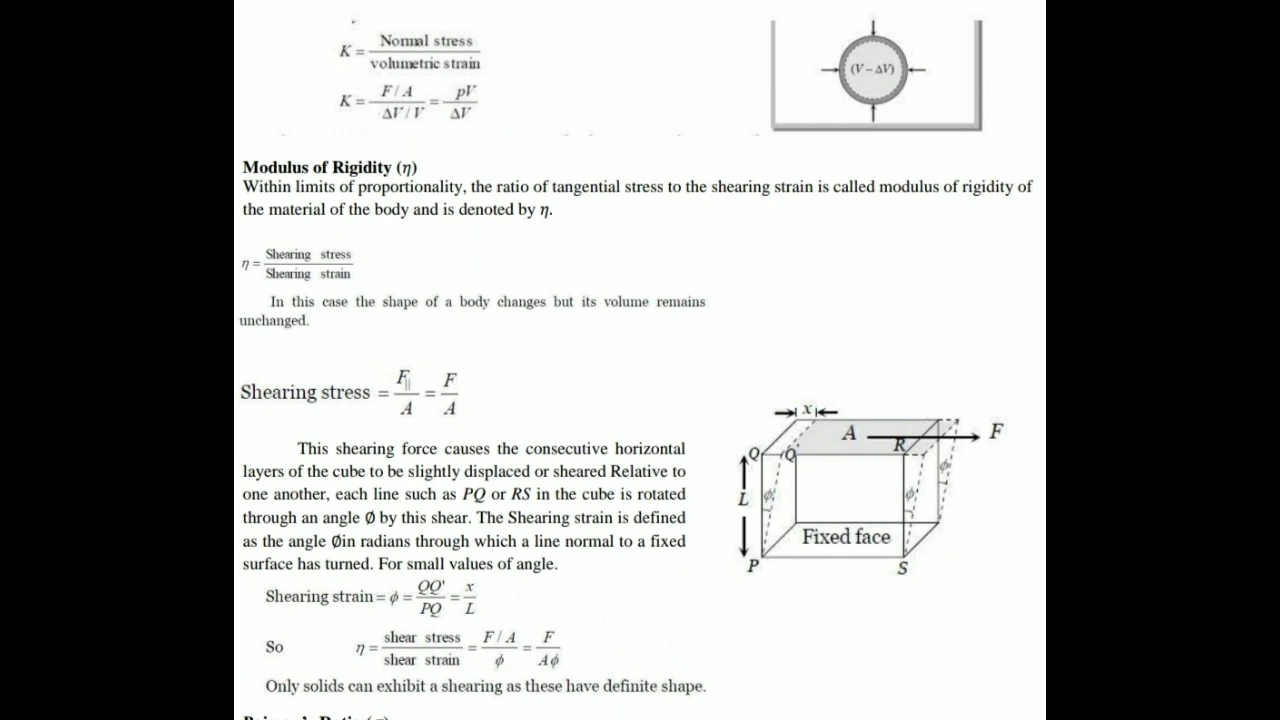 K = Normal stress / volumetric strain
K = F / A / ΔV / V = pV / ΔV
(V − ΔV)
Modulus of Rigidity (η)
Within limits of proportionality, the ratio of tangential stress to the shearing strain is called modulus of rigidity of
the material of the body and is denoted by η.
η = Shearing stress / Shearing strain
In this case the shape of a body changes but its volume remains
unchanged.
Shearing stress = F∥ / A = F / A
This shearing force causes the consecutive horizontal
layers of the cube to be slightly displaced or sheared Relative to
one another, each line such as PQ or RS in the cube is rotated
through an angle Ø by this shear. The Shearing strain is defined
as the angle Øin radians through which a line normal to a fixed
surface has turned. For small values of angle.
Shearing strain = ϕ = QQ' / PQ = x / L
So η = shear stress / shear strain = F / A / ϕ = F / Aϕ
Only solids can exhibit a shearing as these have definite shape.
x
A
F
Q
Q'
R
L
ϕ
ϕ
ϕ
Fixed face
P
S